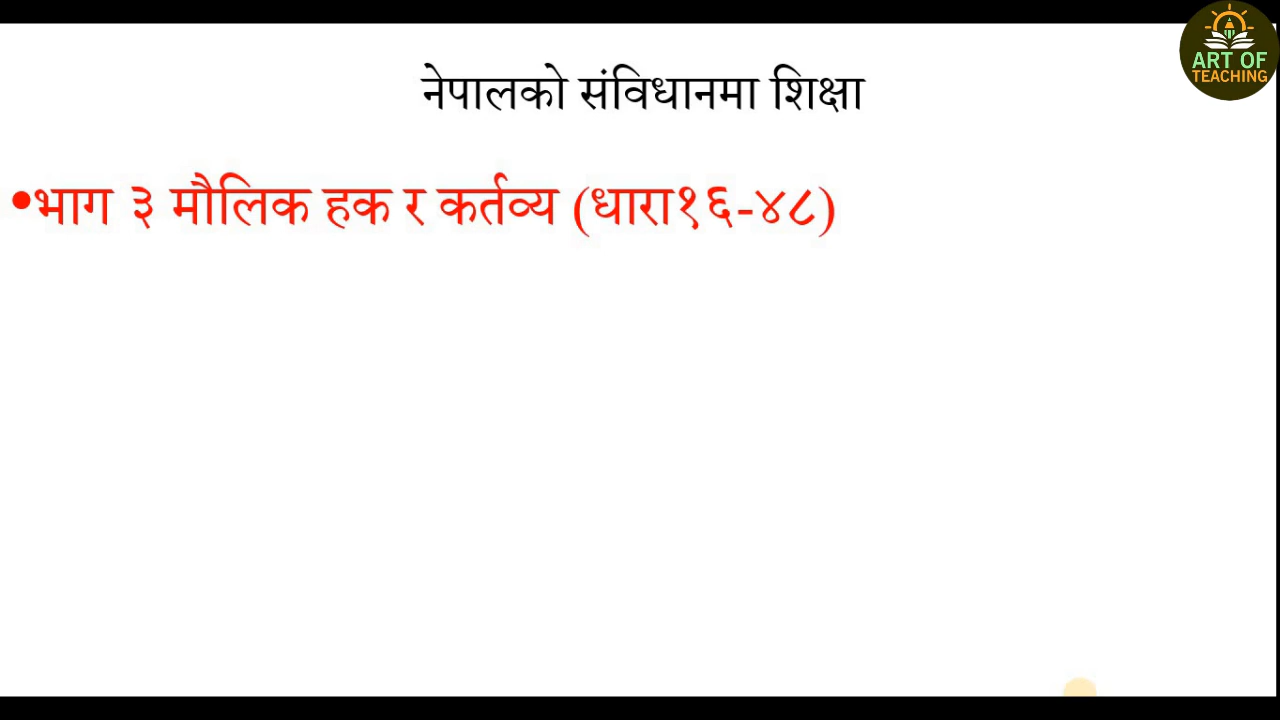 नेपालको संविधानमा शिक्षा
•भाग ३ मौलिक हक र कर्तव्य (धारा१६-४८)
ART OF
TEACHING